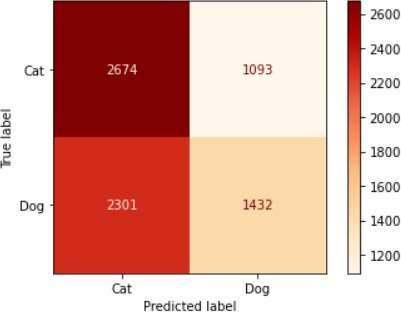 True label
Cat
2674 1093
Dog
2301 1432
Cat Dog
Predicted label
2600
2400
2200
2000
1800
1600
1400
1200